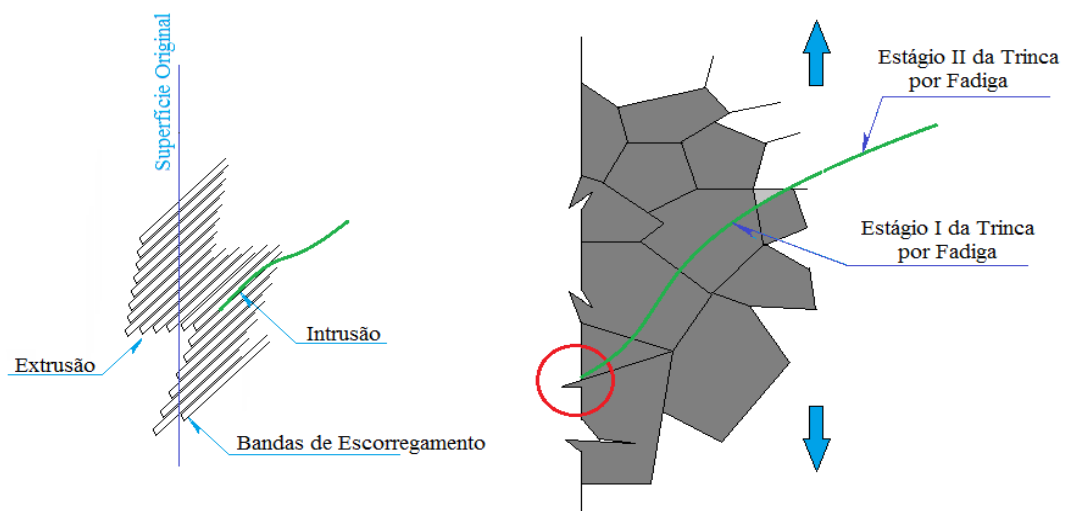 Superfície Original
Extrusão
Intrusão
Bandas de Escorregamento
Estágio II da Trinca
por Fadiga
Estágio I da Trinca
por Fadiga